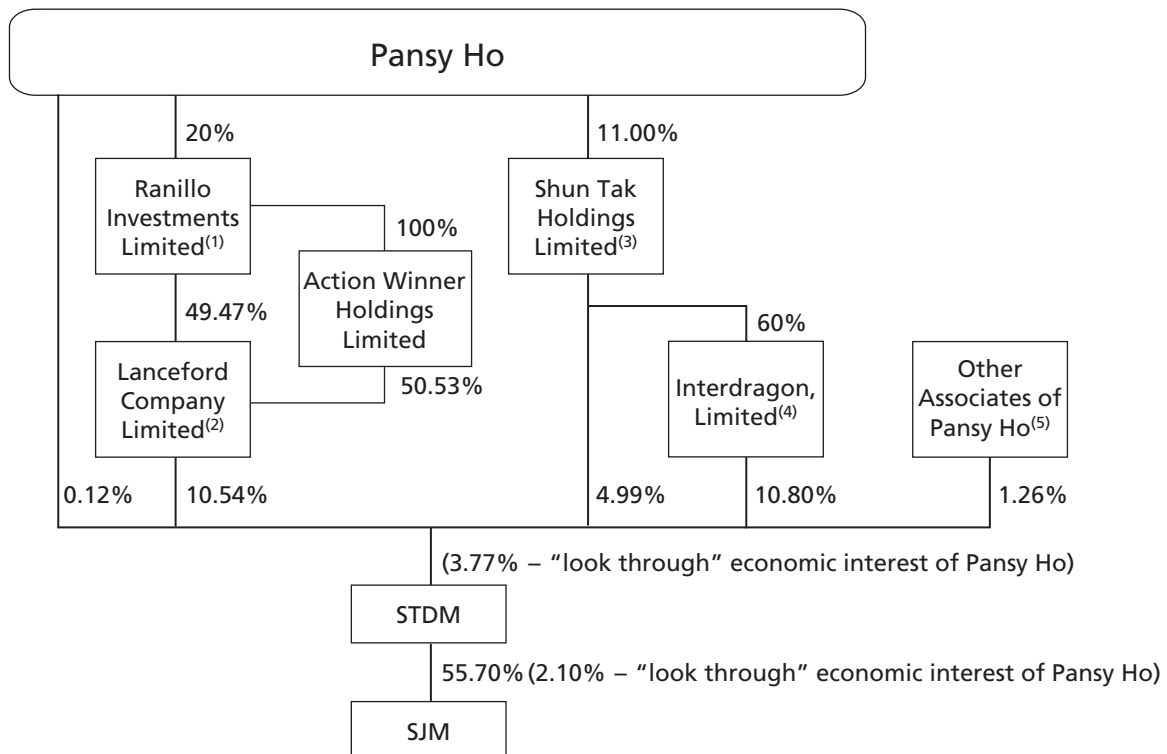 Pansy Ho
20%
11.00%
Ranillo
Investments
Limited(1)
Shun Tak
Holdings
Limited(3)
100%
Action Winner
Holdings
Limited
49.47%
60%
Lanceford
Company
Limited(2)
50.53%
Interdragon,
Limited(4)
Other
Associates of
Pansy Ho(5)
0.12%
10.54%
4.99%
10.80%
1.26%
(3.77% – “look through” economic interest of Pansy Ho)
STDM
55.70% (2.10% – “look through” economic interest of Pansy Ho)
SJM